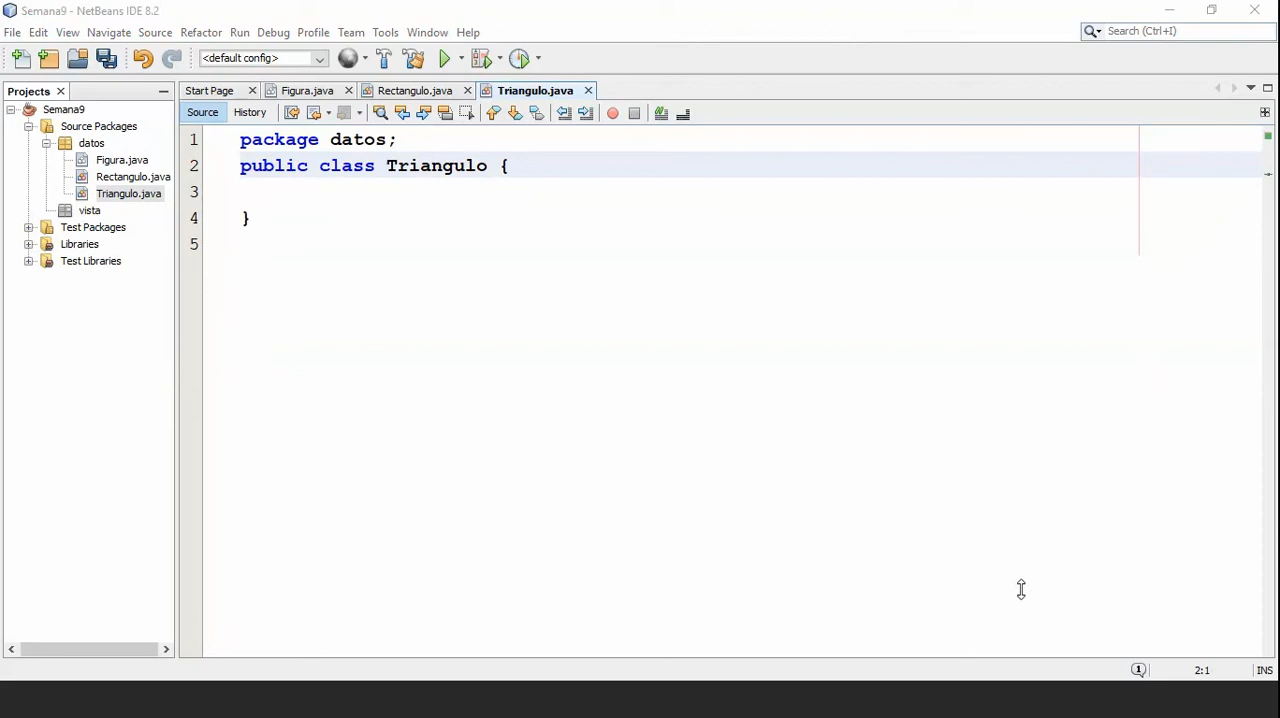 Semana9 - NetBeans IDE 8.2
File Edit View Navigate Source Refactor Run Debug Profile Team Tools Window Help
Search (Ctrl+I)
<default config>
Projects
Start Page Figura.java Rectangulo.java Triangulo.java
Semana9
Source Packages
datos
Figura.java
Rectangulo.java
Triangulo.java
vista
Test Packages
Libraries
Test Libraries
Source History
1 package datos;
2 public class Triangulo {
3
4 }
5
1 2:1 INS